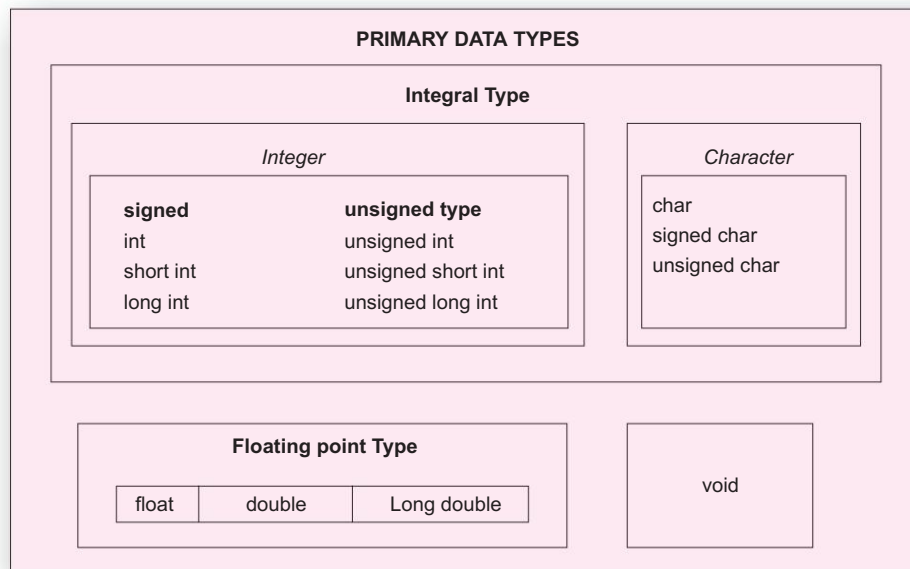 PRIMARY DATA TYPES
Integral Type
Integer
signed unsigned type
int unsigned int
short int unsigned short int
long int unsigned long int
Character
char
signed char
unsigned char
Floating point Type
float double Long double
void